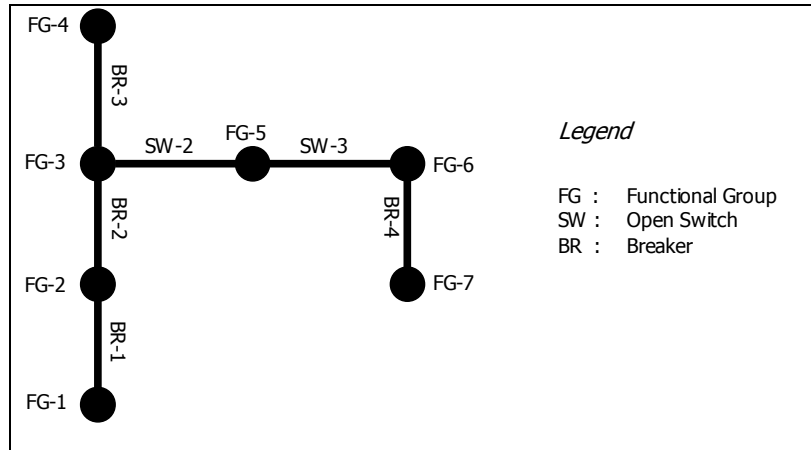 FG-4
BR-3
FG-3
SW-2
FG-5
SW-3
FG-6
BR-2
BR-4
FG-2
FG-7
BR-1
FG-1
Legend
FG : Functional Group
SW : Open Switch
BR : Breaker